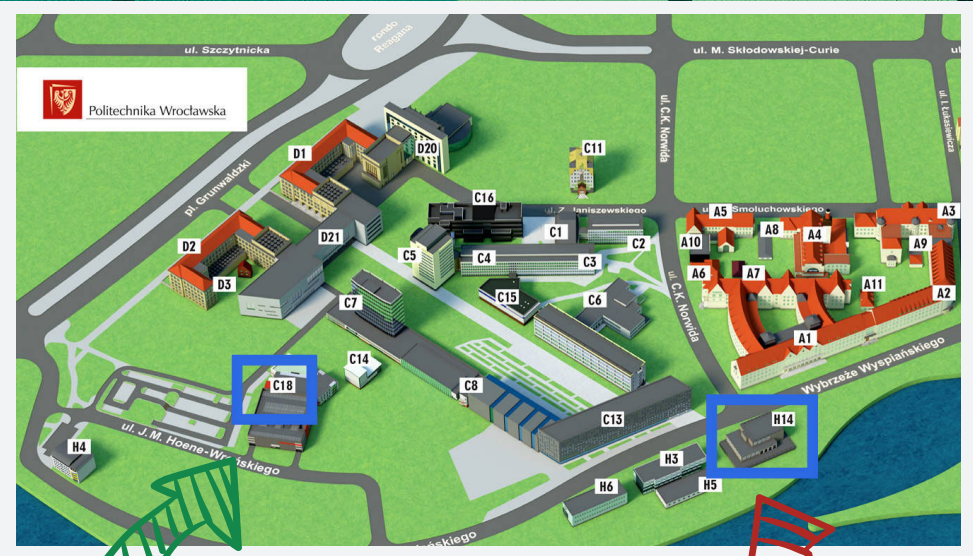 rondo
Reagana
ul. Szczytnicka
ul. M. Skłodowskiej-Curie
ul.
Politechnika Wrocławska
ul. C.K. Norwida
ul. I. Łukasiewicza
pl. Grunwaldzki
D1
D20
C11
C16
ul. Z. Janiszewskiego
Smoluchowskiego
A5
A3
D2
D21
C1
C2
A8
A4
A10
A9
C5
C4
C3
D3
A6
A7
ul. C.K. Norwida
C7
C15
C6
A11
A2
A1
C14
Wybrzeże Wyspiańskiego
C18
C8
C13
H14
ul. J.M. Hoene-Wrońskiego
H4
H3
H6
H5